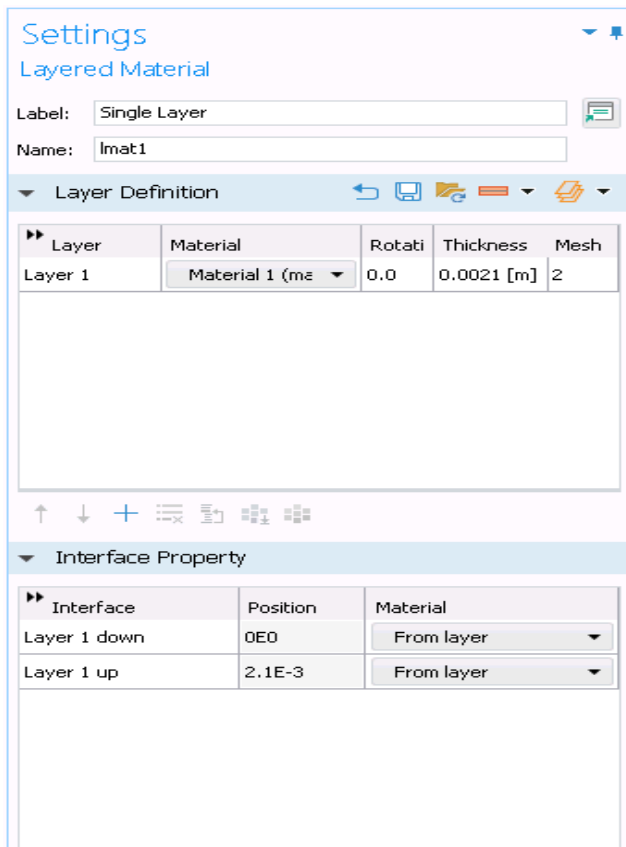 Settings
Layered Material
Label: Single Layer
Name: lmat1
Layer Definition
Layer Material Rotati Thickness Mesh
Layer 1 Material 1 (ma 0.0 0.0021 [m] 2
Interface Property
Interface Position Material
Layer 1 down 0E0 From layer
Layer 1 up 2.1E-3 From layer